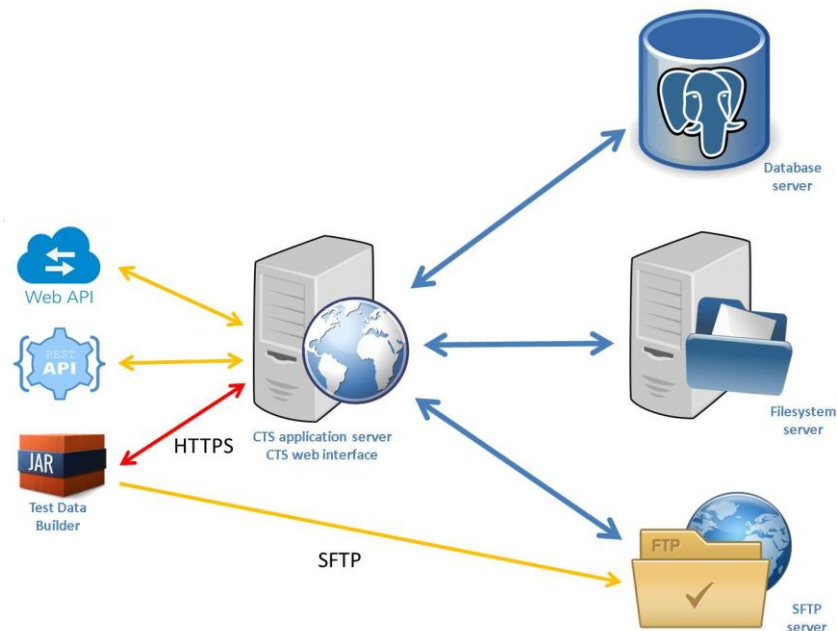 Database
server
Web API
REST
API
Filesystem
server
CTS application server
CTS web interface
HTTPS
JAR
Test Data
Builder
SFTP
FTP
SFTP
server